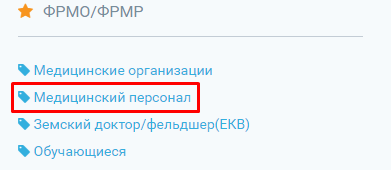 ФРМО/ФРМР
Медицинские организации
Медицинский персонал
Земский доктор/фельдшер(ЕКВ)
Обучающиеся